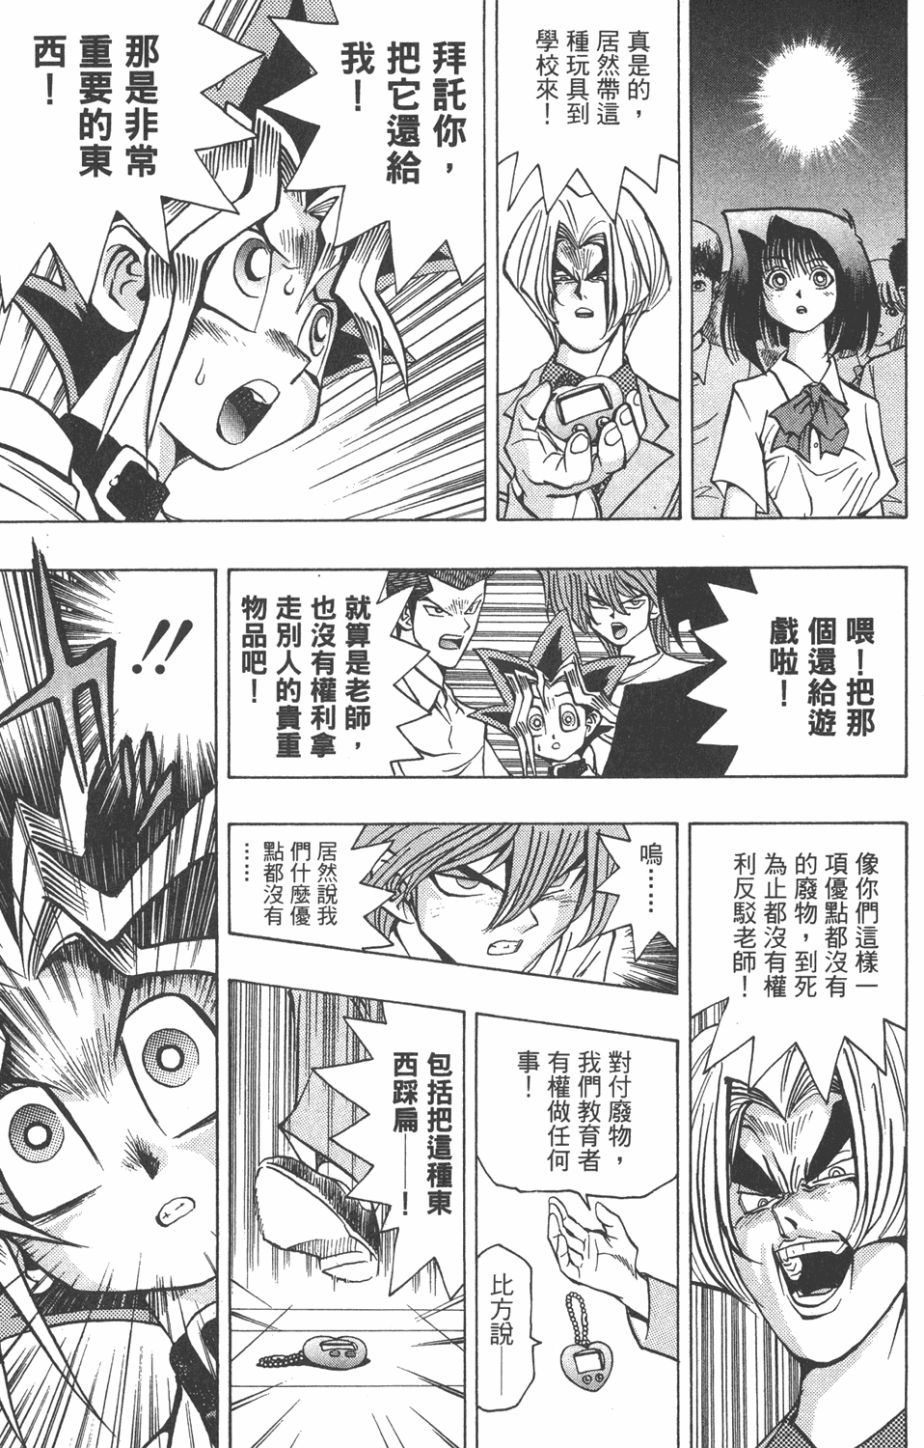 真是的，
居然帶這
種玩具到
學校來！
拜託你，
把它還給
我！
那是非常
重要的東
西！
喂！把那
個還給遊
戲啦！
就算是老師，
也沒有權利拿
走別人的貴重
物品吧！
像你們這樣一
項優點都沒有
的廢物，到死
為止都沒有權
利反駁老師！
嗚……
居然說我
們什麼優
點都沒有
……
對付廢物，
我們教育者
有權做任何
事！
比方說——
包括把這種東
西踩扁——！
!!